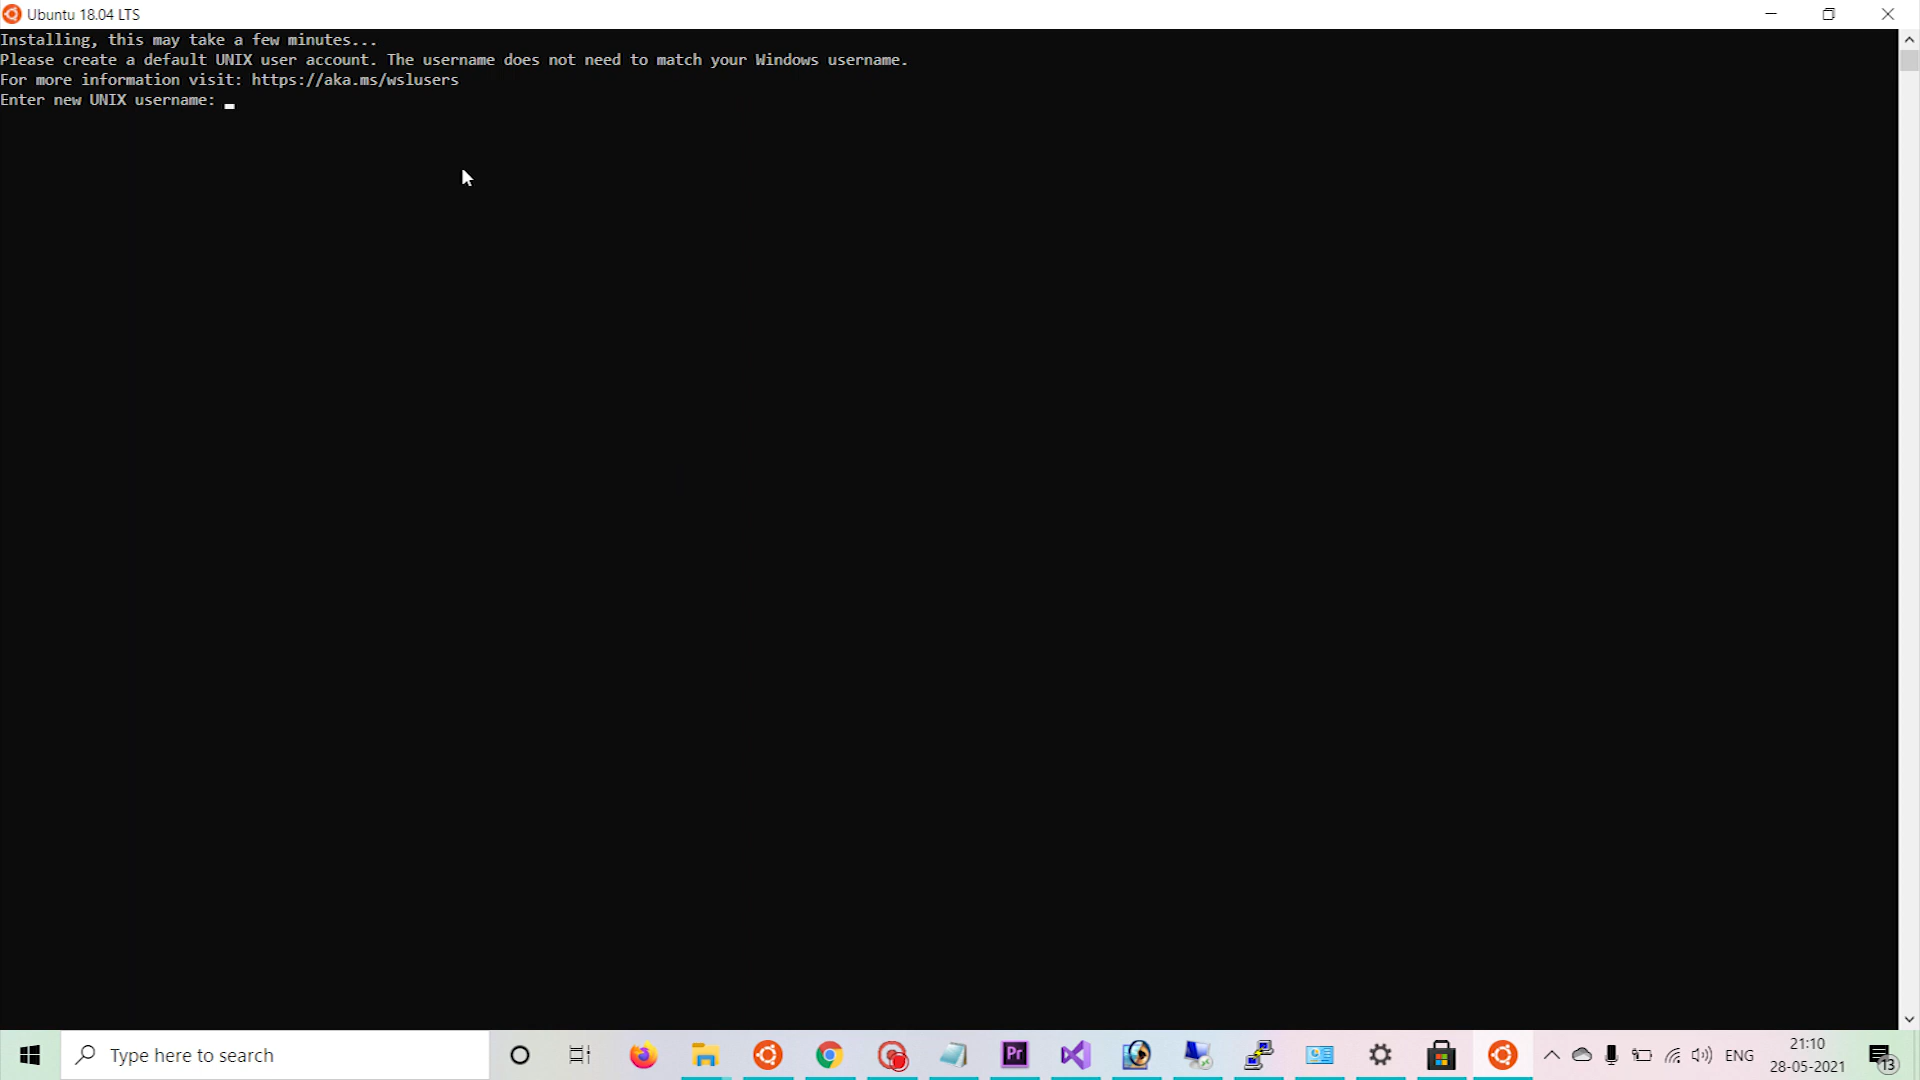 Ubuntu 18.04 LTS
Installing, this may take a few minutes...
Please create a default UNIX user account. The username does not need to match your Windows username.
For more information visit: https://aka.ms/wslusers
Enter new UNIX username:
Type here to search
Pr
ENG
21:10
28-05-2021
13